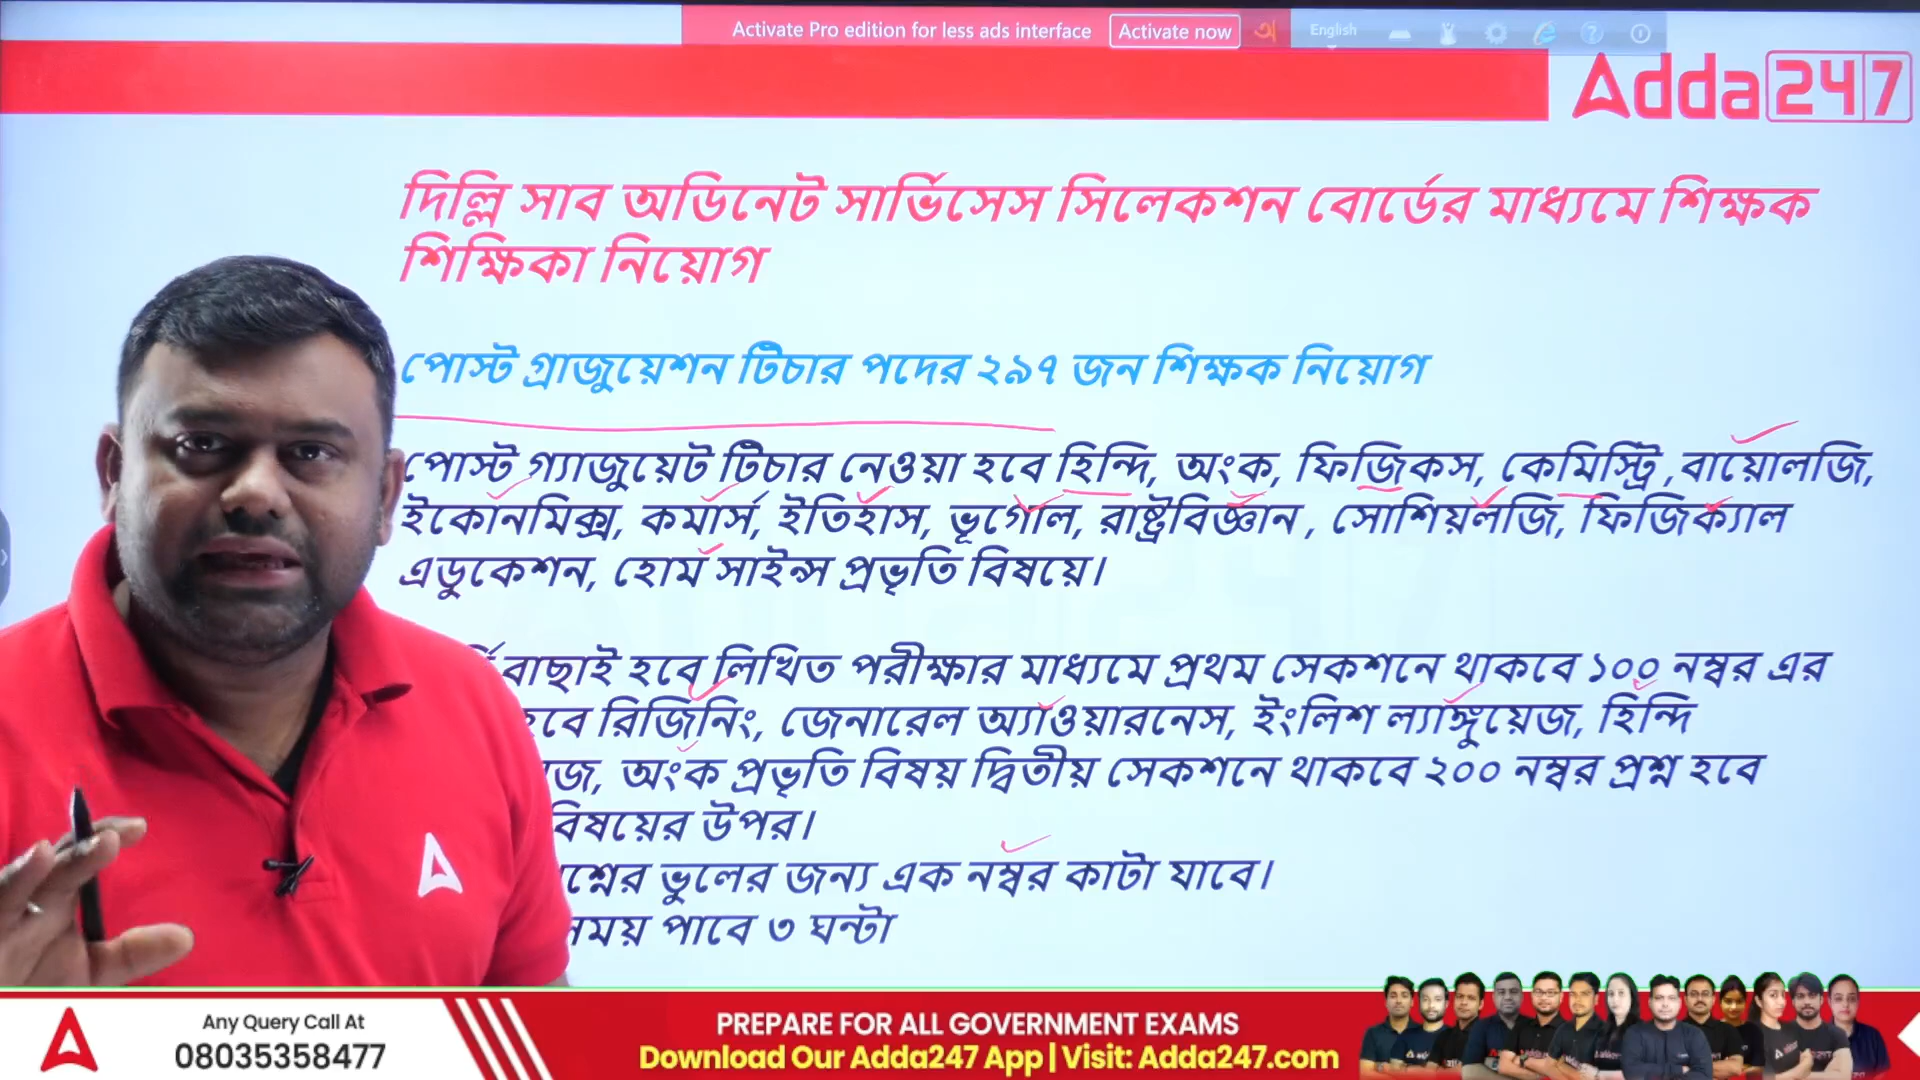 Activate Pro edition for less ads interface Activate now অ English
Adda247
দিল্লি সাব অর্ডিনেট সার্ভিসেস সিলেকশন বোর্ডের মাধ্যমে শিক্ষক
শিক্ষিকা নিয়োগ
পোস্ট গ্রাজুয়েশন টিচার পদের ২৯৭ জন শিক্ষক নিয়োগ
পোস্ট গ্যাজুয়েট টিচার নেওয়া হবে হিন্দি, অংক, ফিজিকস, কেমিস্ট্রি ,বায়োলজি,
ইকোনমিক্স, কমার্স, ইতিহাস, ভূগোল, রাষ্ট্রবিজ্ঞান , সোশিয়লজি, ফিজিক্যাল
এডুকেশন, হোম সাইন্স প্রভৃতি বিষয়ে।
বাছাই হবে লিখিত পরীক্ষার মাধ্যমে প্রথম সেকশনে থাকবে ১০০ নম্বর এর
রিজিনিং, জেনারেল অ্যাওয়ারনেস, ইংলিশ ল্যাঙ্গুয়েজ, হিন্দি
অংক প্রভৃতি বিষয় দ্বিতীয় সেকশনে থাকবে ২০০ নম্বর প্রশ্ন হবে
বিষয়ের উপর।
ভুলের জন্য এক নম্বর কাটা যাবে।
পাবে ৩ ঘন্টা
Any Query Call At
08035358477
PREPARE FOR ALL GOVERNMENT EXAMS
Download Our Adda247 App | Visit: Adda247.com